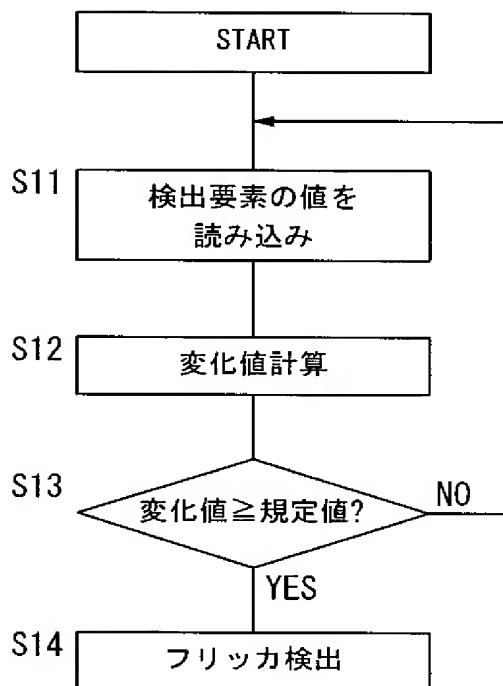 START
S11
検出要素の値を
読み込み
S12
変化値計算
S13
変化値≧規定値?
NO
YES
S14
フリッカ検出